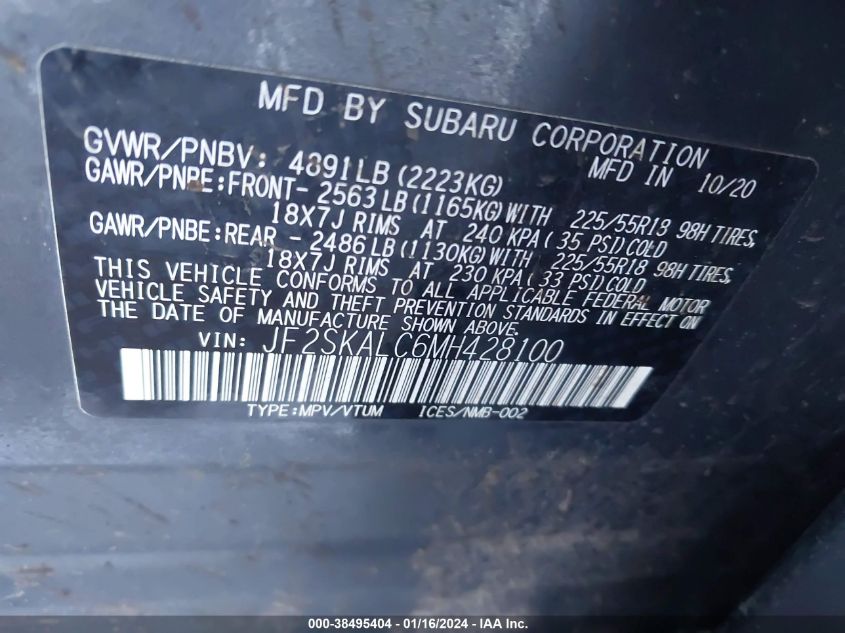 MFD BY SUBARU CORPORATION
GVWR/PNBV: 4891LB (2223KG) MFD IN 10/20
GAWR/PNBE:FRONT- 2563LB(1165KG)WITH 225/55R18 98H TIRES,
18X7J RIMS AT 240 KPA( 35 PSI)COLD
GAWR/PNBE:REAR - 2486LB(1130KG)WITH 225/55R18 98H TIRES,
18X7J RIMS AT 230 KPA( 33 PSI)COLD
THIS VEHICLE CONFORMS TO ALL APPLICABLE FEDERAL MOTOR
VEHICLE SAFETY AND THEFT PREVENTION STANDARDS IN EFFECT ON
THE DATE OF MANUFACTURE SHOWN ABOVE.
VIN: JF2SKALC6MH428100
TYPE:MPV/VTUM ICES/NMB-002
000-38495404 - 01/16/2024 - IAA Inc.